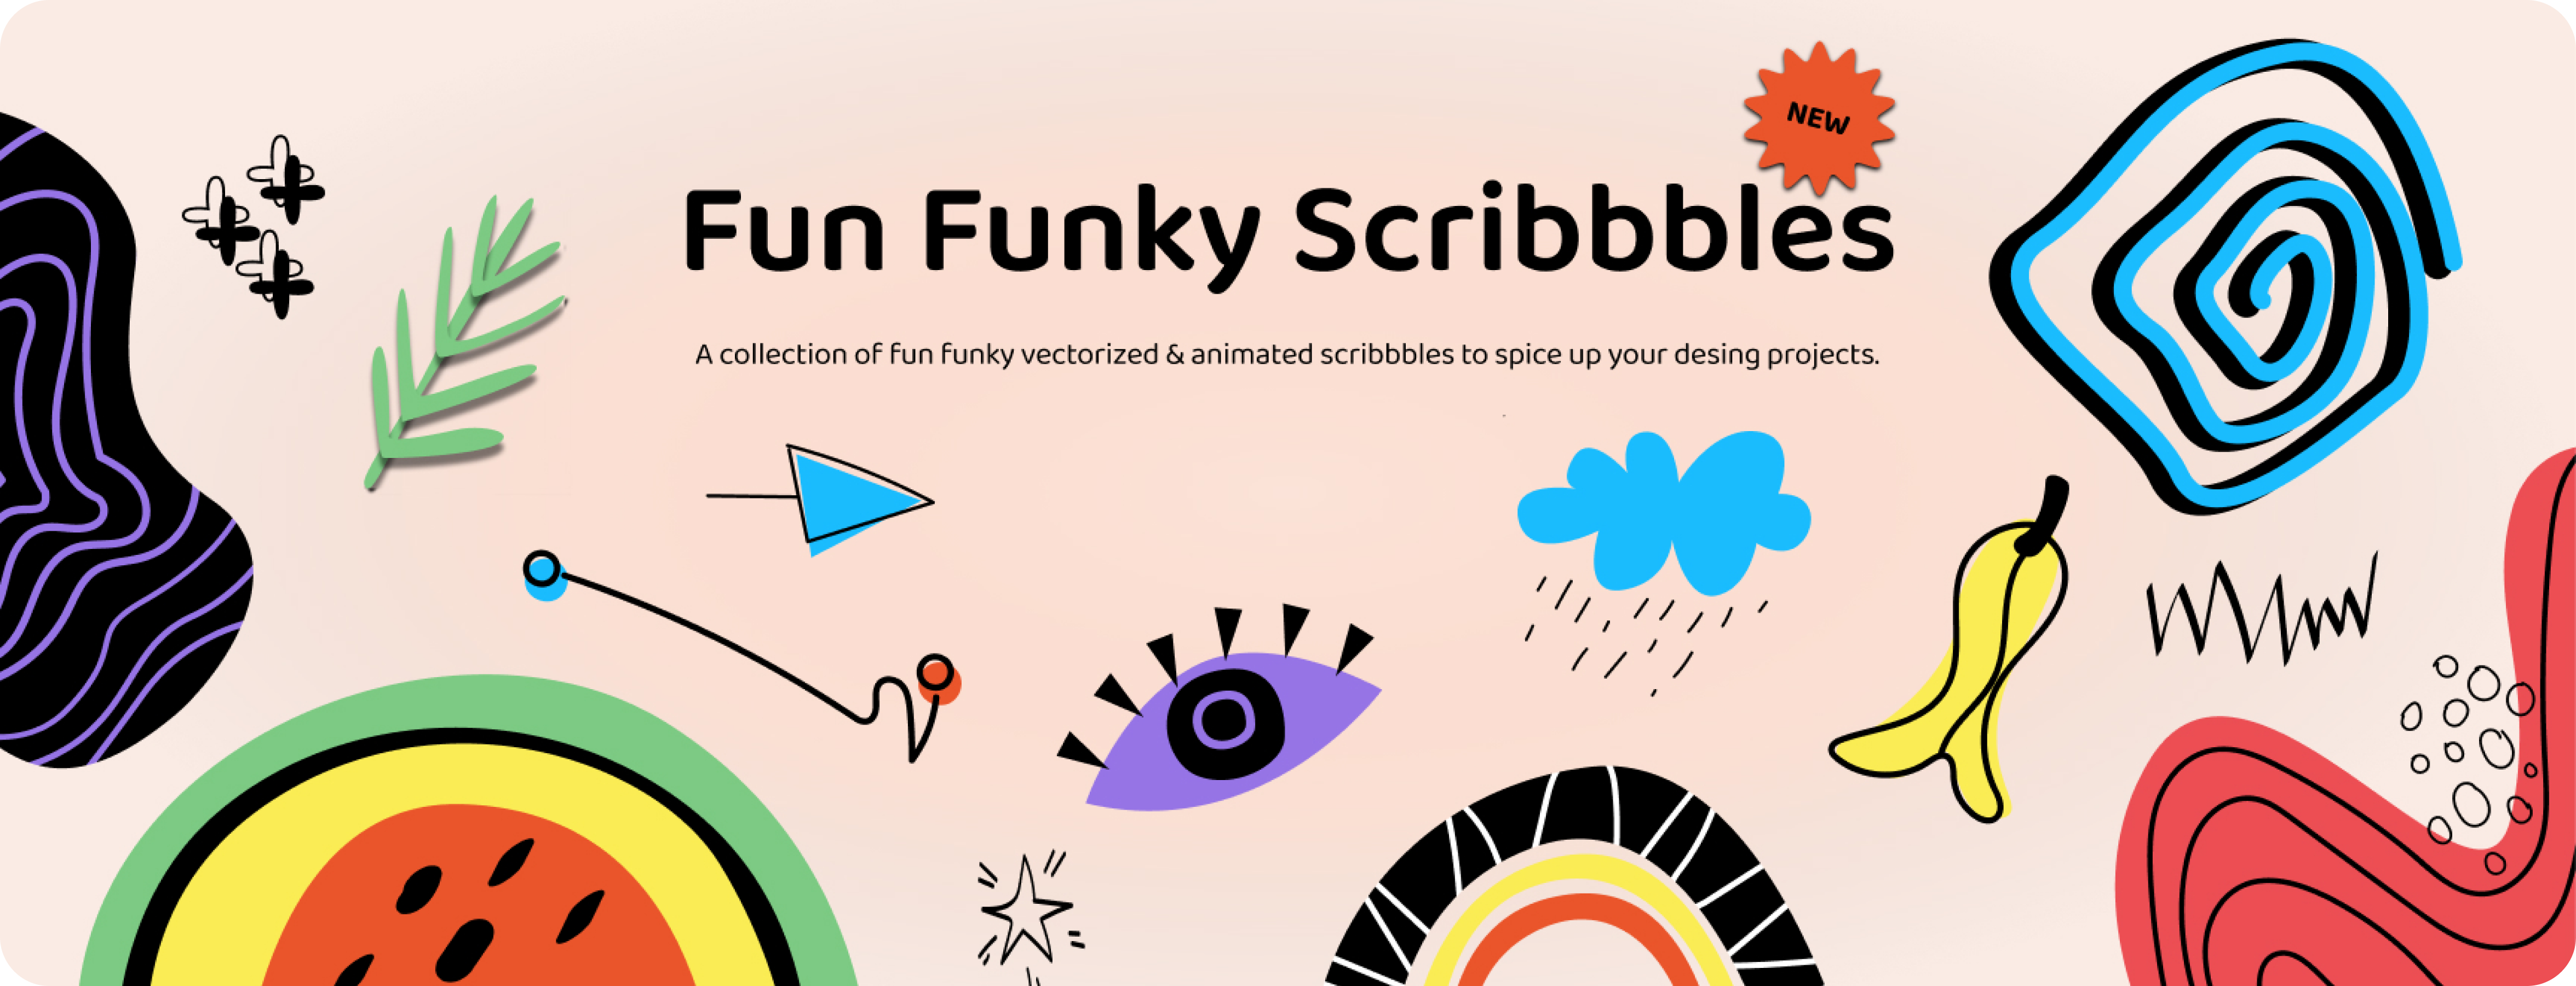 NEW
Fun Funky Scribbbles
A collection of fun funky vectorized & animated scribbbles to spice up your desing projects.